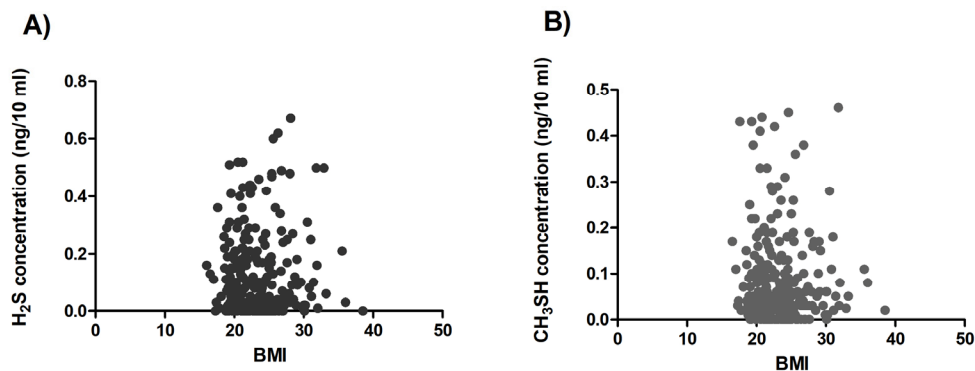 A)
H₂S concentration (ng/10 ml)
0.8
0.6
0.4
0.2
0.0
0 10 20 30 40 50
BMI
B)
CH₃SH concentration (ng/10 ml)
0.5
0.4
0.3
0.2
0.1
0.0
0 10 20 30 40 50
BMI